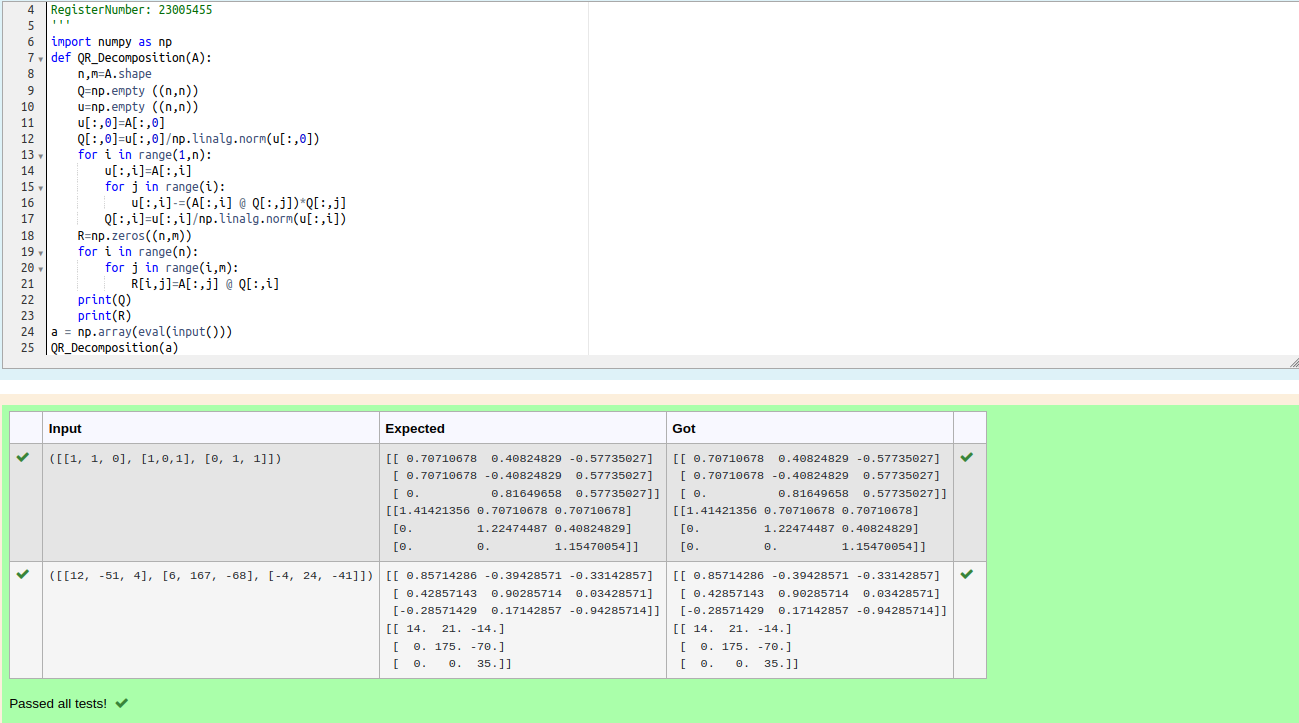 4 RegisterNumber: 23005455
5 '''
6 import numpy as np
7 def QR_Decomposition(A):
8     n,m=A.shape
9     Q=np.empty ((n,n))
10     u=np.empty ((n,n))
11     u[:,0]=A[:,0]
12     Q[:,0]=u[:,0]/np.linalg.norm(u[:,0])
13     for i in range(1,n):
14         u[:,i]=A[:,i]
15         for j in range(i):
16             u[:,i]-=(A[:,i] @ Q[:,j])*Q[:,j]
17         Q[:,i]=u[:,i]/np.linalg.norm(u[:,i])
18     R=np.zeros((n,m))
19     for i in range(n):
20         for j in range(i,m):
21             R[i,j]=A[:,j] @ Q[:,i]
22     print(Q)
23     print(R)
24 a = np.array(eval(input()))
25 QR_Decomposition(a)
Input Expected Got
([[1, 1, 0], [1,0,1], [0, 1, 1]]) [[ 0.70710678  0.40824829 -0.57735027] [[ 0.70710678  0.40824829 -0.57735027]
[ 0.70710678 -0.40824829  0.57735027] [ 0.70710678 -0.40824829  0.57735027]
[ 0.          0.81649658  0.57735027]] [ 0.          0.81649658  0.57735027]]
[[1.41421356 0.70710678 0.70710678] [[1.41421356 0.70710678 0.70710678]
[0.         1.22474487 0.40824829] [0.         1.22474487 0.40824829]
[0.         0.         1.15470054]] [0.         0.         1.15470054]]
([[12, -51, 4], [6, 167, -68], [-4, 24, -41]]) [[ 0.85714286 -0.39428571 -0.33142857] [[ 0.85714286 -0.39428571 -0.33142857]
[ 0.42857143  0.90285714  0.03428571] [ 0.42857143  0.90285714  0.03428571]
[-0.28571429  0.17142857 -0.94285714]] [-0.28571429  0.17142857 -0.94285714]]
[[ 14.  21. -14.] [[ 14.  21. -14.]
[  0. 175. -70.] [  0. 175. -70.]
[  0.   0.  35.]] [  0.   0.  35.]]
Passed all tests!